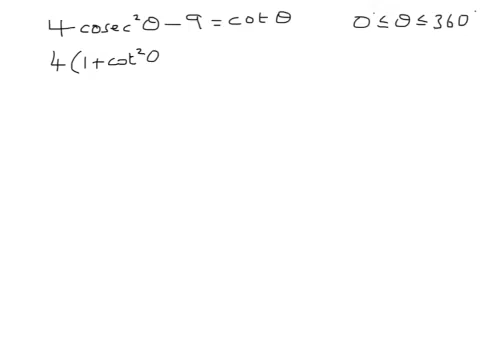 4 cosec²θ − 9 = cot θ 0° ≤ θ ≤ 360°
4(1 + cot²θ